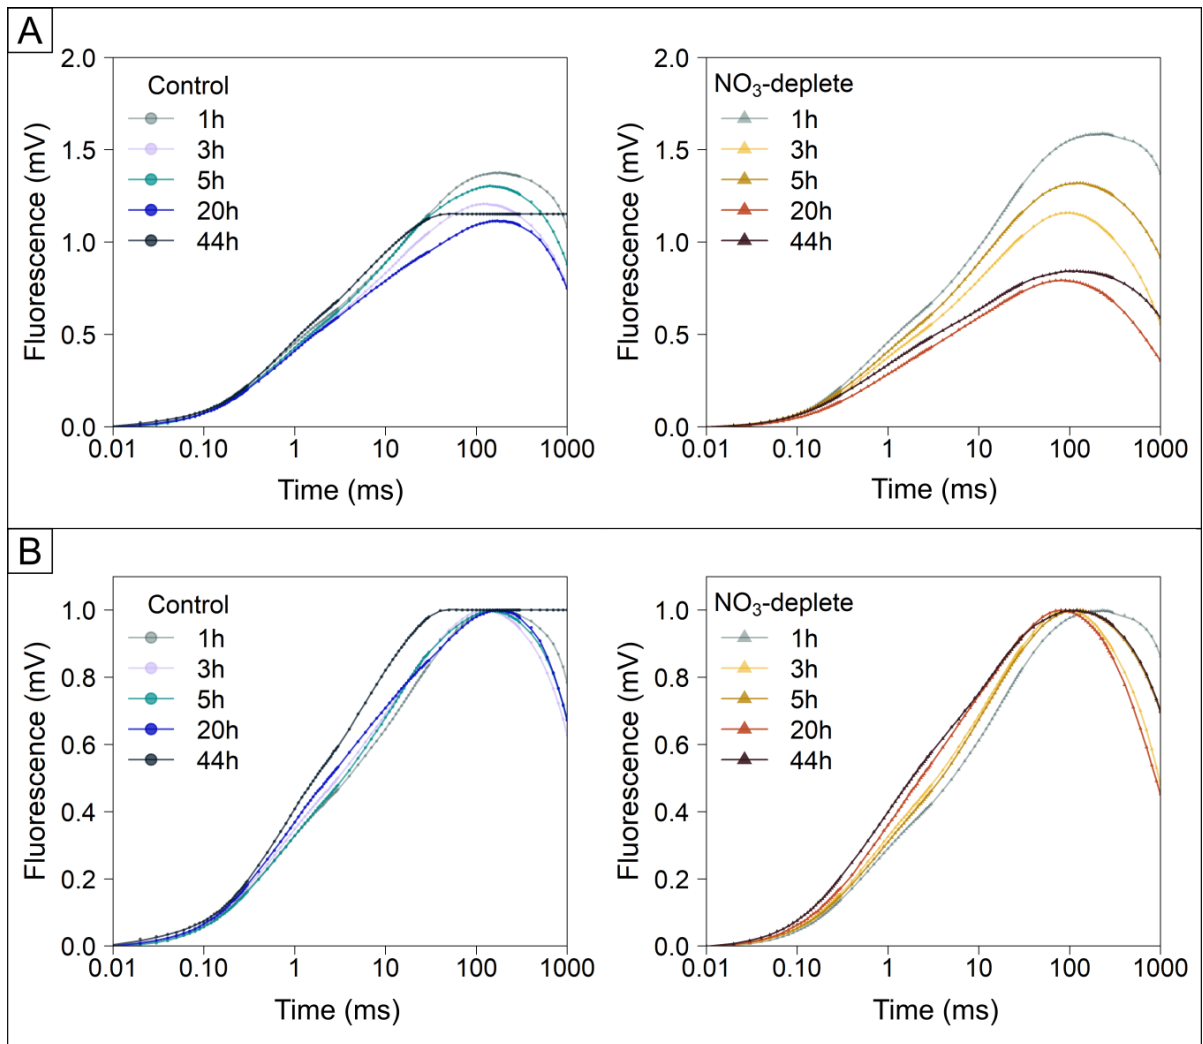 A
Fluorescence (mV)
2.0
1.5
1.0
0.5
0.0
Control
1h
3h
5h
20h
44h
0.01 0.10 1 10 100 1000
Time (ms)
Fluorescence (mV)
2.0
1.5
1.0
0.5
0.0
NO₃-deplete
1h
3h
5h
20h
44h
0.01 0.10 1 10 100 1000
Time (ms)
B
Fluorescence (mV)
1.0
0.8
0.6
0.4
0.2
0.0
Control
1h
3h
5h
20h
44h
0.01 0.10 1 10 100 1000
Time (ms)
Fluorescence (mV)
1.0
0.8
0.6
0.4
0.2
0.0
NO₃-deplete
1h
3h
5h
20h
44h
0.01 0.10 1 10 100 1000
Time (ms)